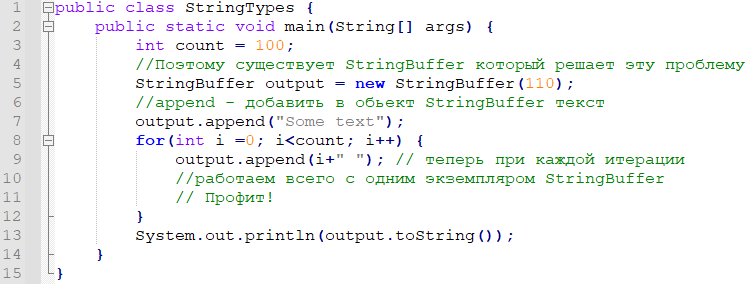 1 public class StringTypes {
2 public static void main(String[] args) {
3 int count = 100;
4 //Поэтому существует StringBuffer который решает эту проблему
5 StringBuffer output = new StringBuffer(110);
6 //append - добавить в обьект StringBuffer текст
7 output.append("Some text");
8 for(int i =0; i<count; i++) {
9 output.append(i+" "); // теперь при каждой итерации
10 //работаем всего с одним экземпляром StringBuffer
11 // Профит!
12 }
13 System.out.println(output.toString());
14 }
15 }